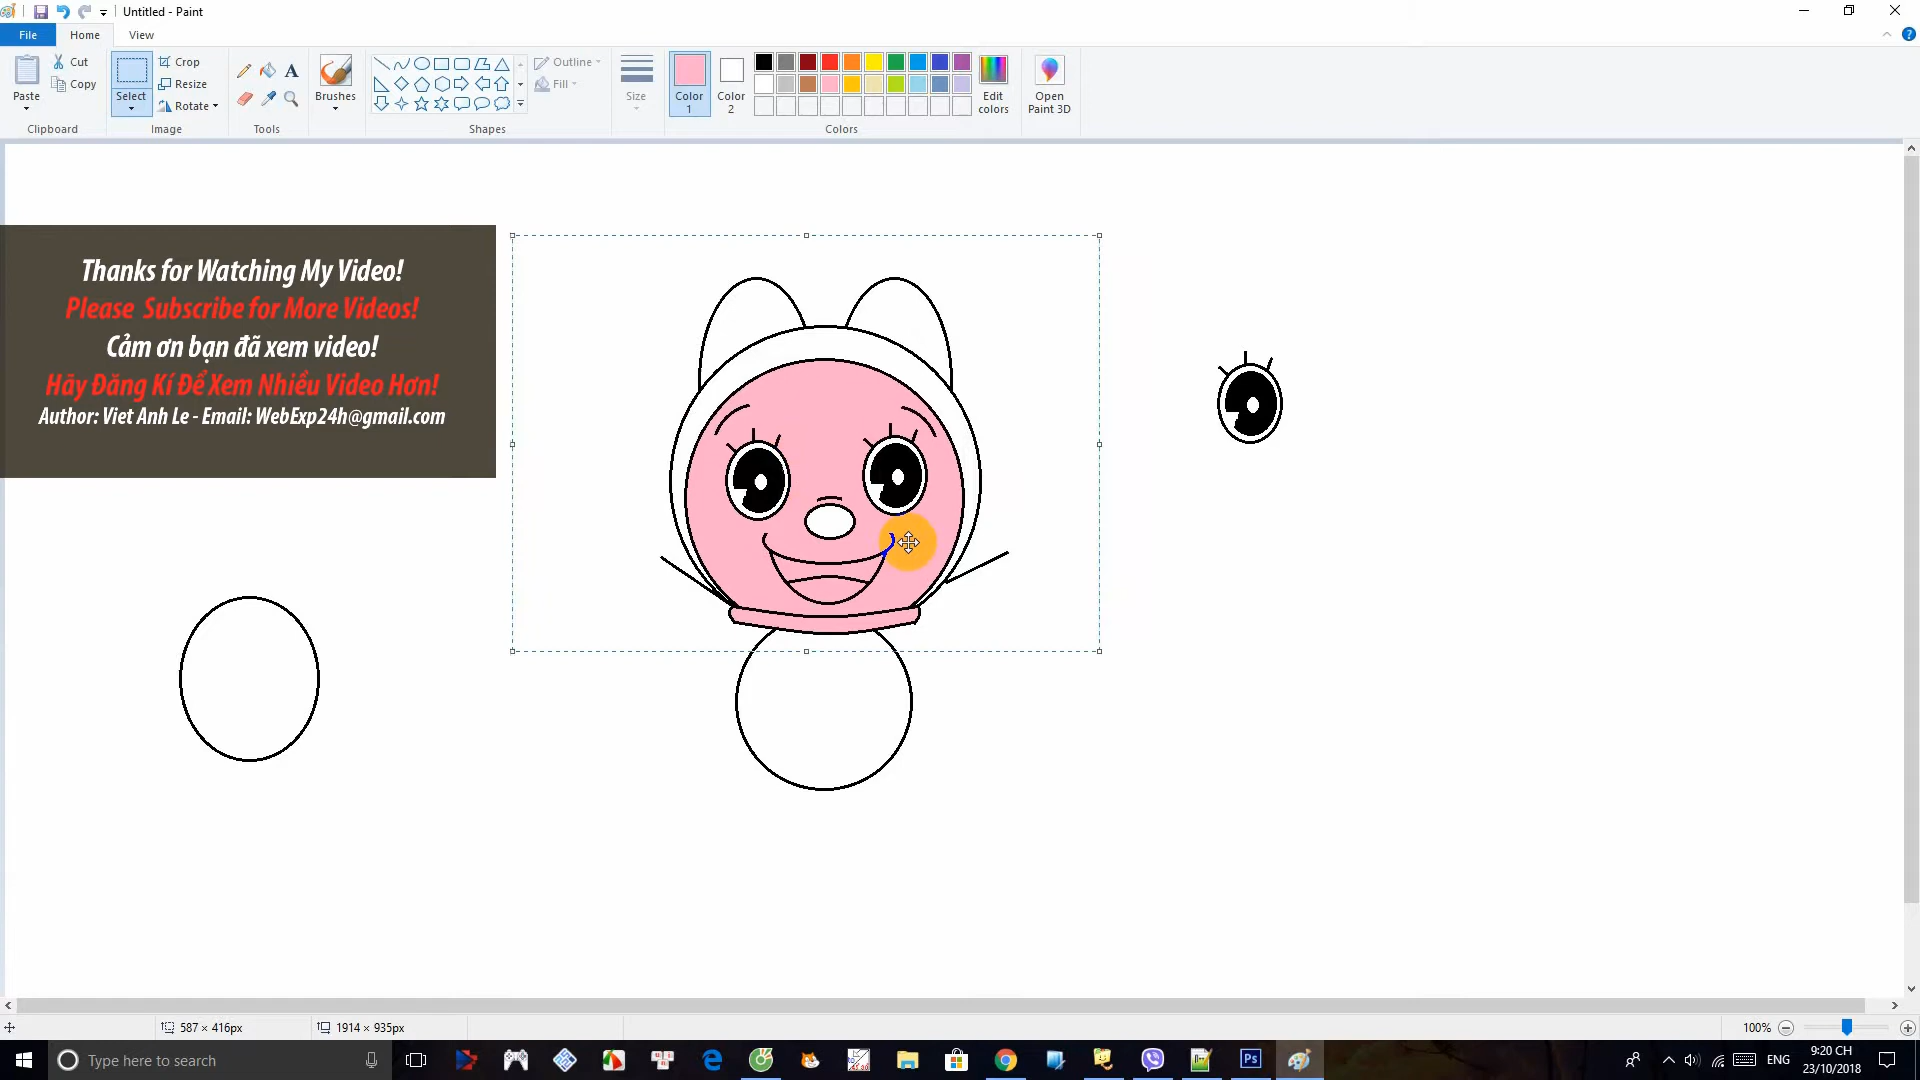 Untitled - Paint
File Home View
Paste
Cut
Copy
Clipboard
Select
Crop
Resize
Rotate
Image
A
Tools
Brushes
Shapes
Outline
Fill
Size
Color 1
Color 2
Colors
Edit colors
Open Paint 3D
Thanks for Watching My Video!
Please Subscribe for More Videos!
Cảm ơn bạn đã xem video!
Hãy Đăng Kí Để Xem Nhiều Video Hơn!
Author: Viet Anh Le - Email: WebExp24h@gmail.com
587 × 416px
1914 × 935px
100%
Type here to search
Ps
ENG
9:20 CH
23/10/2018